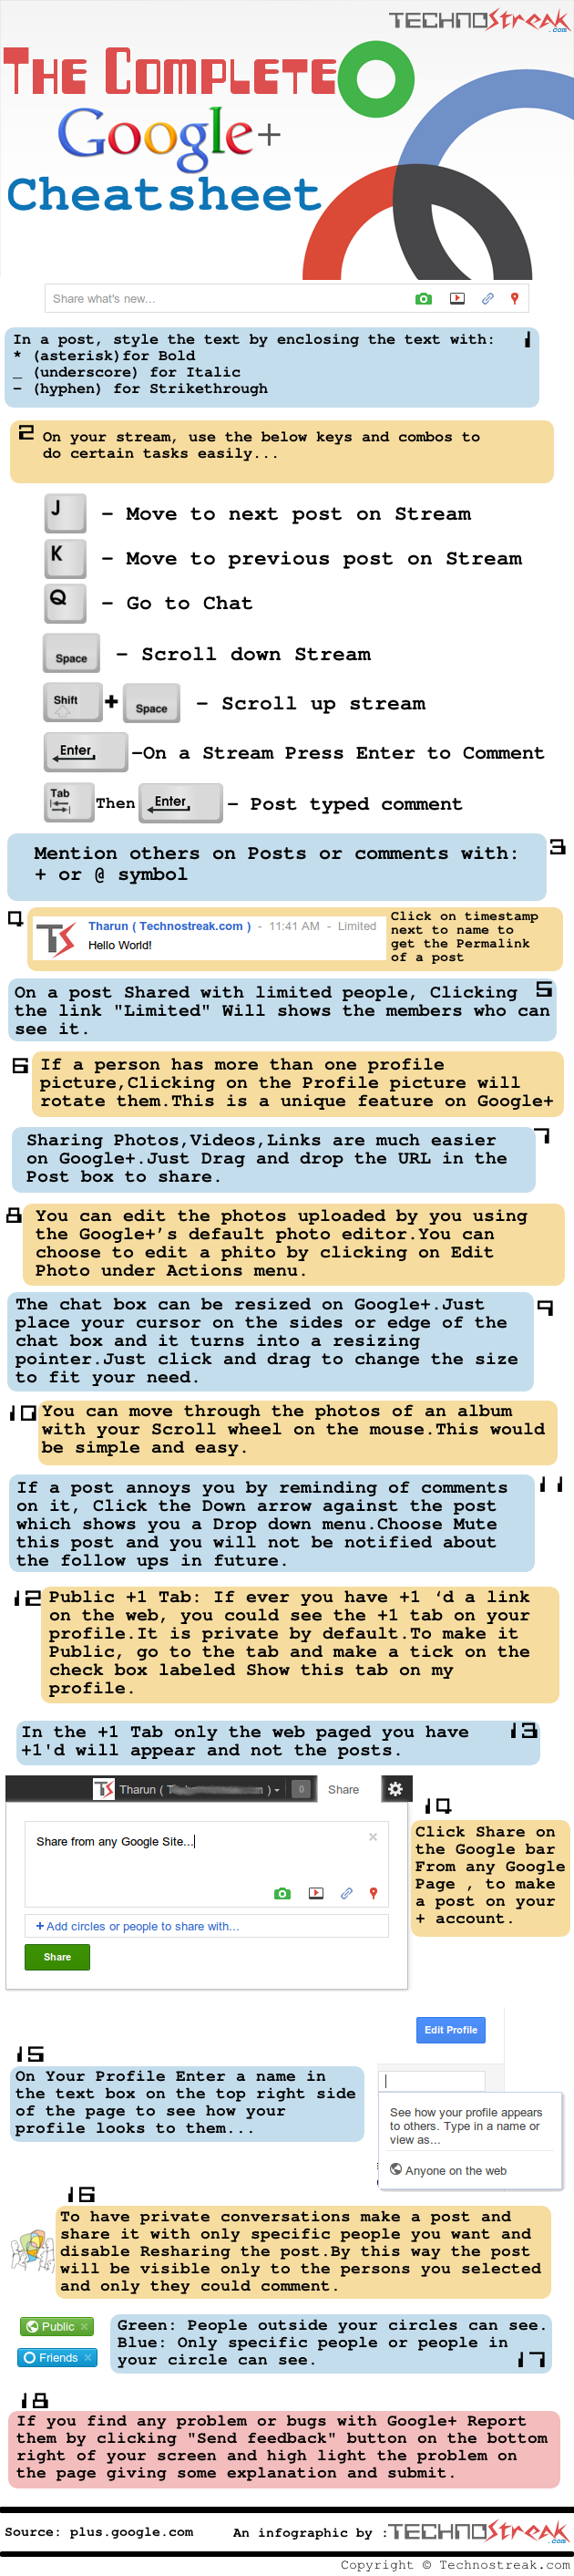 TECHNOStreak
.com
The Complete
Google+
Cheatsheet
Share what's new...
In a post, style the text by enclosing the text with: 1
* (asterisk)for Bold
_ (underscore) for Italic
- (hyphen) for Strikethrough
2 On your stream, use the below keys and combos to
do certain tasks easily...
J - Move to next post on Stream
K - Move to previous post on Stream
Q - Go to Chat
Space - Scroll down Stream
Shift + Space - Scroll up stream
Enter -On a Stream Press Enter to Comment
Tab Then Enter - Post typed comment
Mention others on Posts or comments with: 3
+ or @ symbol
4
TS Tharun ( Technostreak.com ) - 11:41 AM - Limited
Hello World!
Click on timestamp
next to name to
get the Permalink
of a post
On a post Shared with limited people, Clicking 5
the link "Limited" Will shows the members who can
see it.
6 If a person has more than one profile
picture,Clicking on the Profile picture will
rotate them.This is a unique feature on Google+
Sharing Photos,Videos,Links are much easier 7
on Google+.Just Drag and drop the URL in the
Post box to share.
8 You can edit the photos uploaded by you using
the Google+’s default photo editor.You can
choose to edit a phito by clicking on Edit
Photo under Actions menu.
The chat box can be resized on Google+.Just 9
place your cursor on the sides or edge of the
chat box and it turns into a resizing
pointer.Just click and drag to change the size
to fit your need.
10 You can move through the photos of an album
with your Scroll wheel on the mouse.This would
be simple and easy.
If a post annoys you by reminding of comments 11
on it, Click the Down arrow against the post
which shows you a Drop down menu.Choose Mute
this post and you will not be notified about
the follow ups in future.
12 Public +1 Tab: If ever you have +1 ‘d a link
on the web, you could see the +1 tab on your
profile.It is private by default.To make it
Public, go to the tab and make a tick on the
check box labeled Show this tab on my
profile.
In the +1 Tab only the web paged you have 13
+1'd will appear and not the posts.
TS Tharun ( .com ) 0 Share
Share from any Google Site...
+ Add circles or people to share with...
Share
14
Click Share on
the Google bar
From any Google
Page , to make
a post on your
+ account.
15
On Your Profile Enter a name in
the text box on the top right side
of the page to see how your
profile looks to them...
Edit Profile
See how your profile appears
to others. Type in a name or
view as...
Anyone on the web
16
To have private conversations make a post and
share it with only specific people you want and
disable Resharing the post.By this way the post
will be visible only to the persons you selected
and only they could comment.
Public ×
Friends ×
Green: People outside your circles can see.
Blue: Only specific people or people in
your circle can see. 17
18
If you find any problem or bugs with Google+ Report
them by clicking "Send feedback" button on the bottom
right of your screen and high light the problem on
the page giving some explanation and submit.
Source: plus.google.com An infographic by : TECHNOStreak
.com
Copyright © Technostreak.com